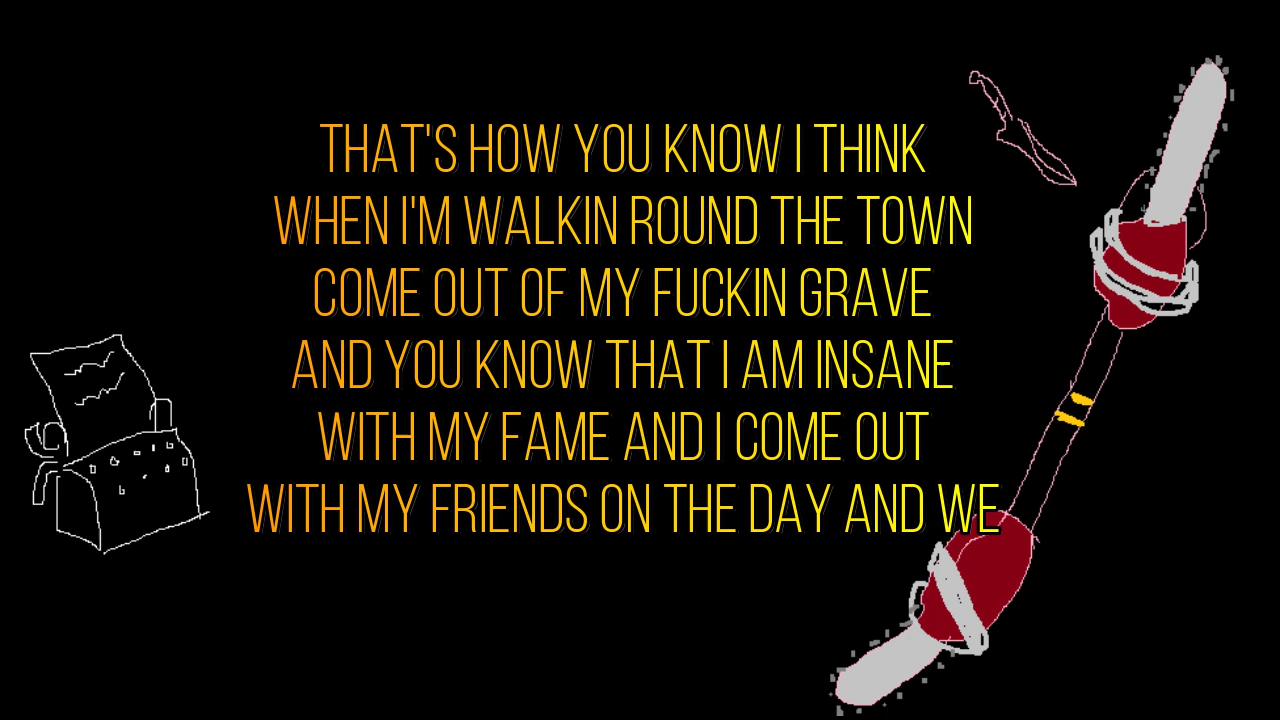 THAT'S HOW YOU KNOW I THINK
WHEN I'M WALKIN ROUND THE TOWN
COME OUT OF MY FUCKIN GRAVE
AND YOU KNOW THAT I AM INSANE
WITH MY FAME AND I COME OUT
WITH MY FRIENDS ON THE DAY AND WE